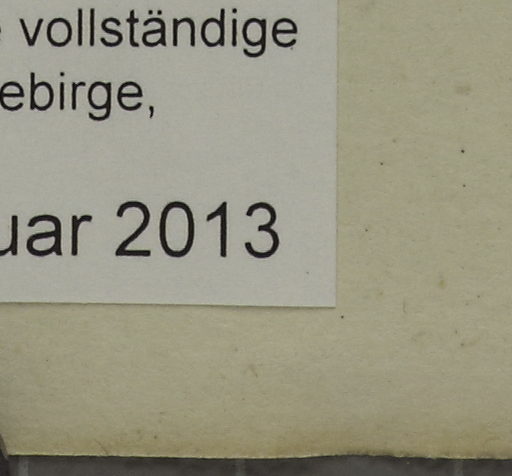 vollständige
ebirge,
uar 2013